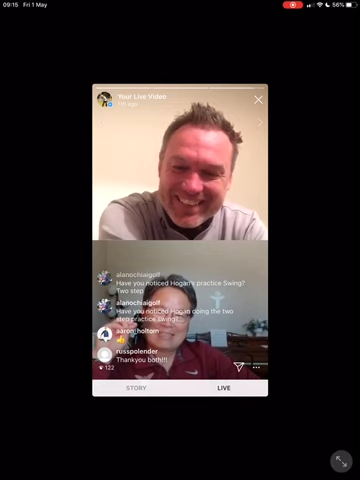 09:15 Fri 1 May
56%
Your Live Video
alanochiaigolf
Have you noticed Hogan's practice Swing?
Two step
alanochiaigolf
Have you noticed Hogan doing the two
step practice swing?
aaron_holtom
👍
russpolender
Thankyou both!!!
122
STORY
LIVE